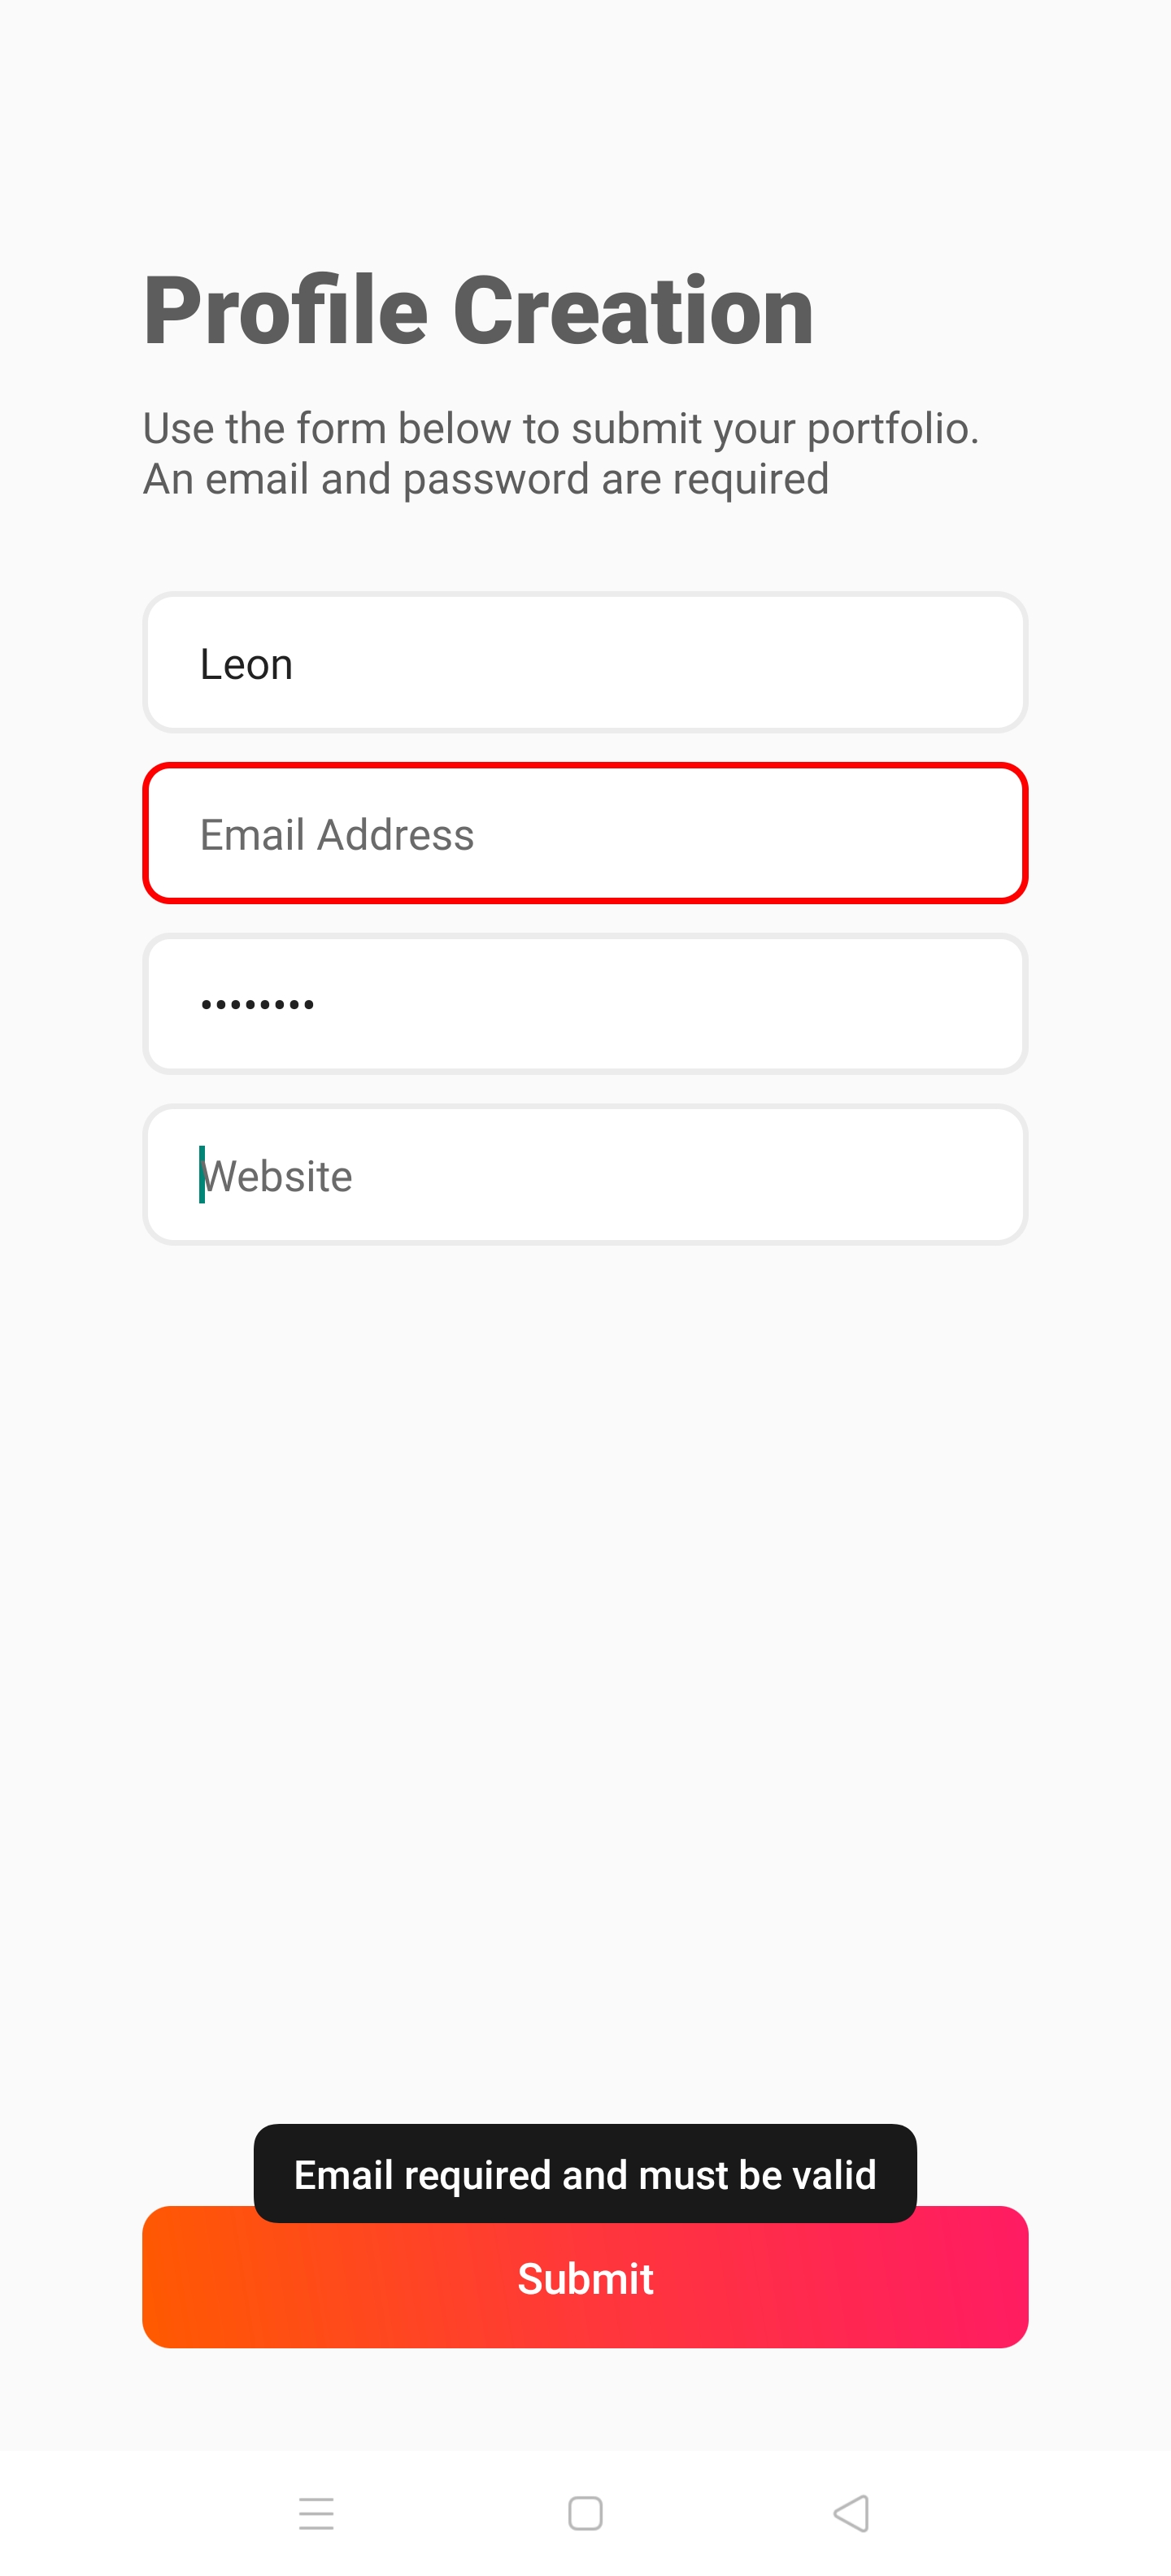 Profile Creation
Use the form below to submit your portfolio.
An email and password are required
Leon
Email Address
••••••••
Website
Email required and must be valid
Submit